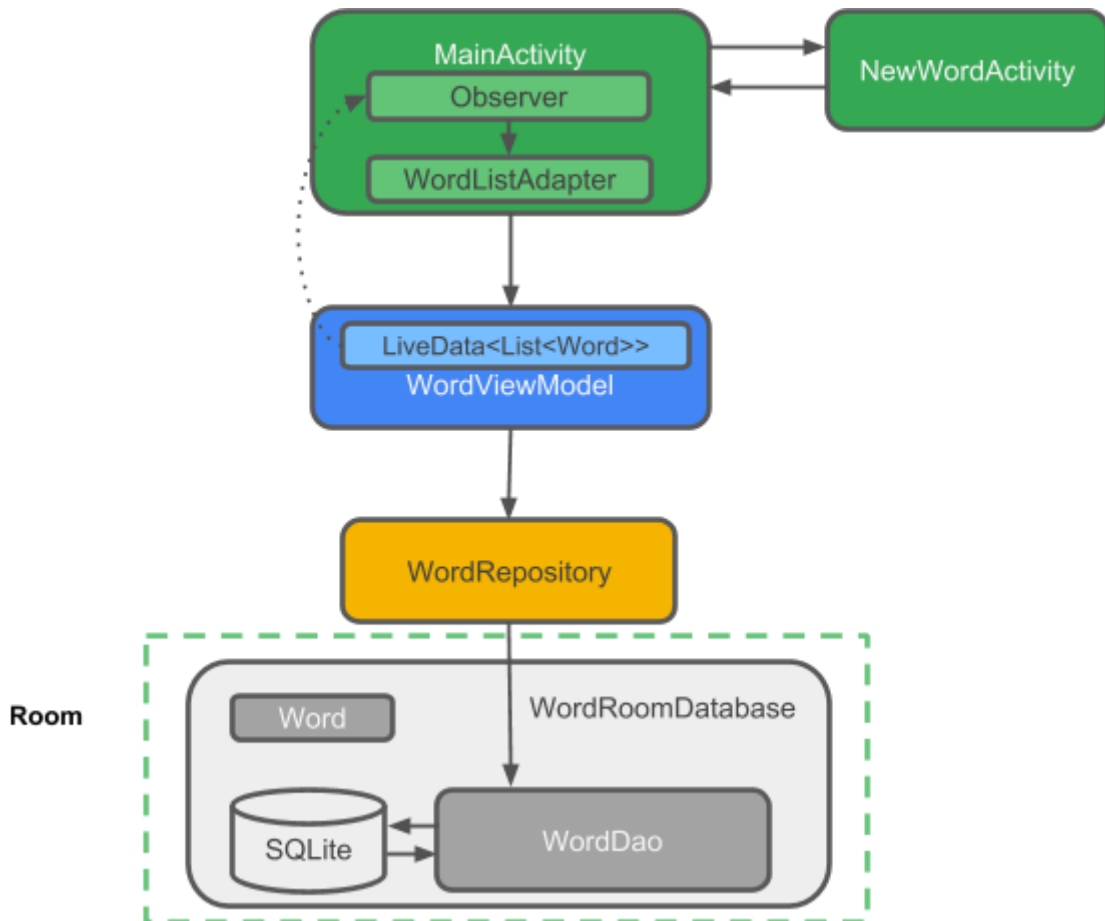 MainActivity
NewWordActivity
Observer
WordListAdapter
LiveData<List<Word>>
WordViewModel
WordRepository
Room
Word
WordRoomDatabase
SQLite
WordDao